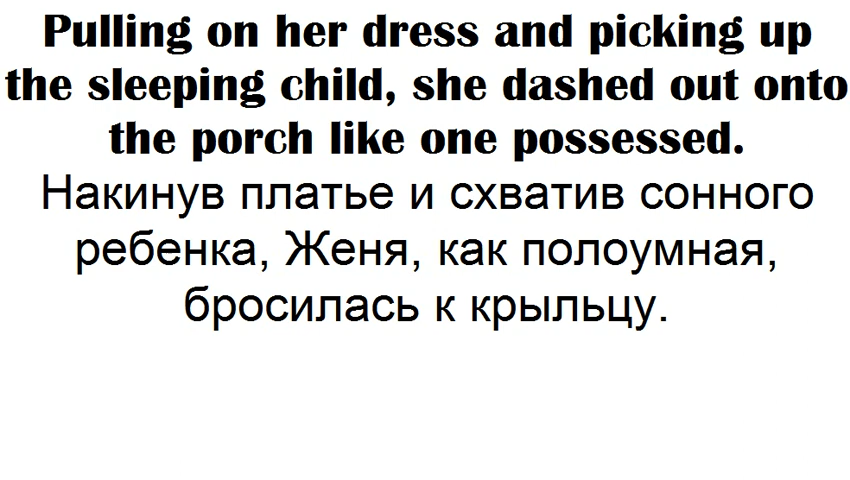 Pulling on her dress and picking up
the sleeping child, she dashed out onto
the porch like one possessed.
Накинув платье и схватив сонного
ребенка, Женя, как полоумная,
бросилась к крыльцу.